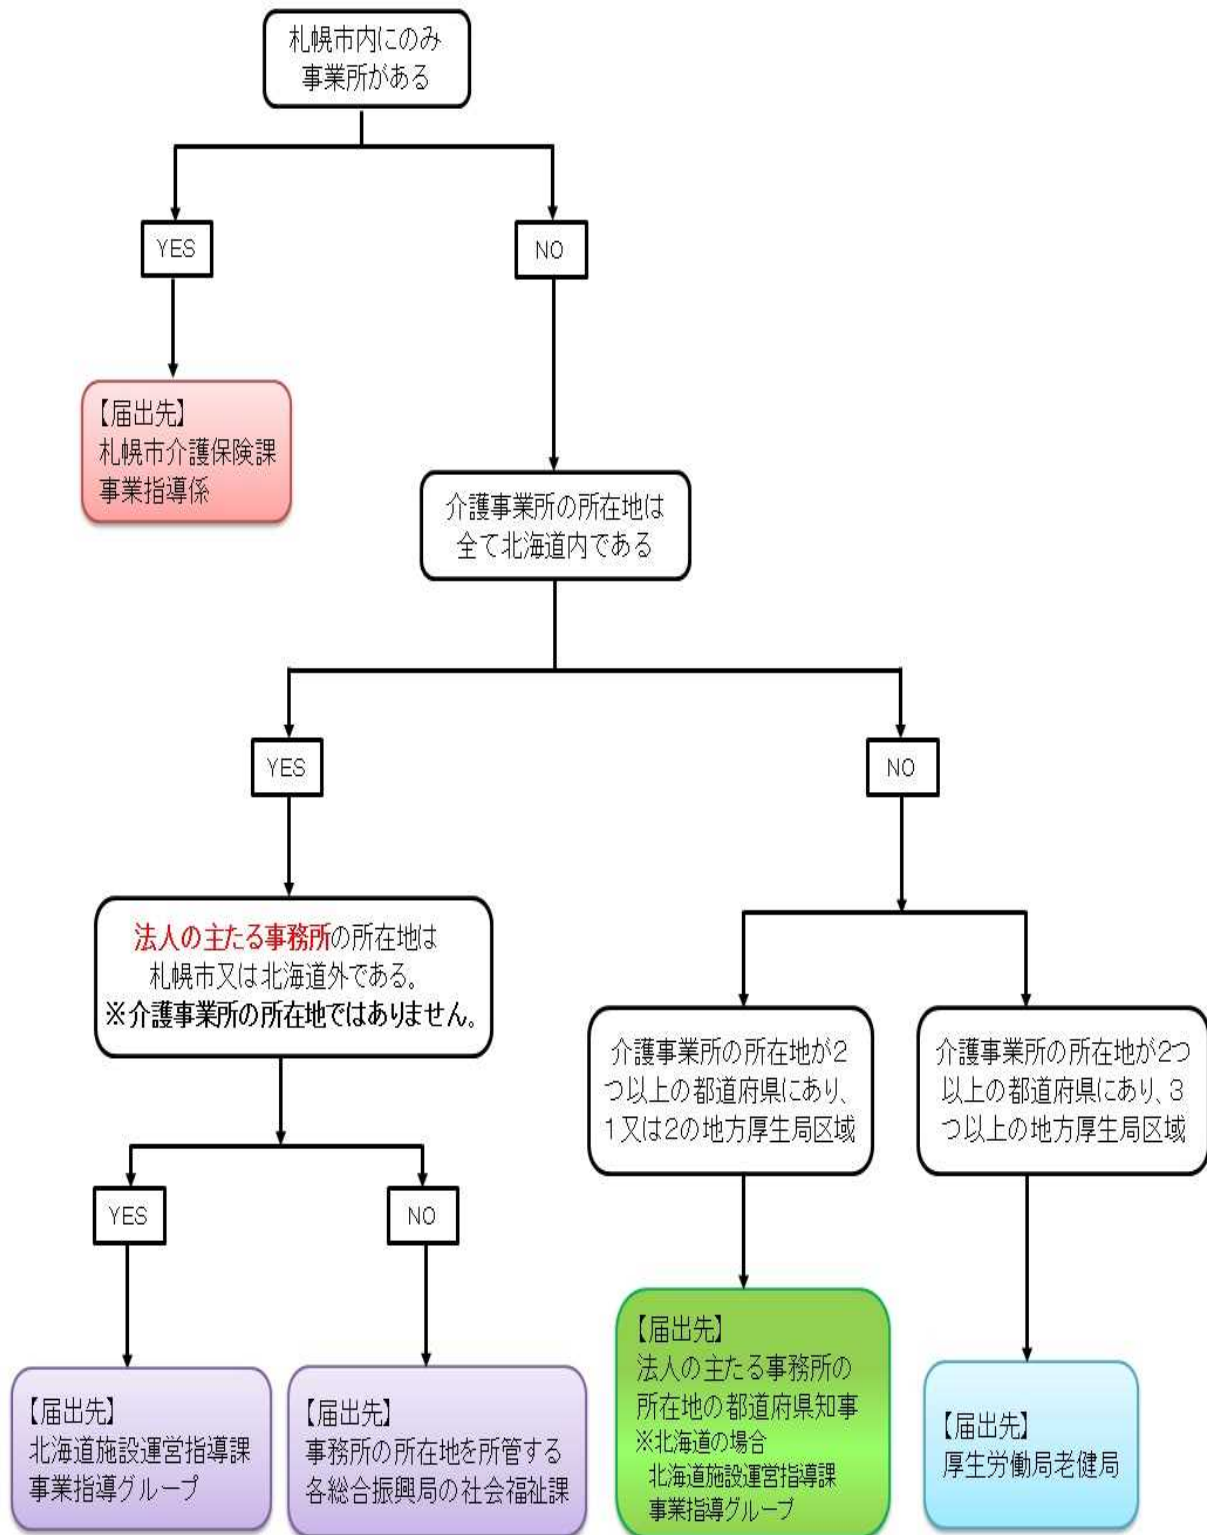 札幌市内にのみ
事業所がある
YES
NO
【届出先】
札幌市介護保険課
事業指導係
介護事業所の所在地は
全て北海道内である
YES
NO
法人の主たる事務所の所在地は
札幌市又は北海道外である。
※介護事業所の所在地ではありません。
介護事業所の所在地が2
つ以上の都道府県にあり、
1又は2の地方厚生局区域
介護事業所の所在地が2つ
以上の都道府県にあり、3
つ以上の地方厚生局区域
YES
NO
【届出先】
北海道施設運営指導課
事業指導グループ
【届出先】
事務所の所在地を所管する
各総合振興局の社会福祉課
【届出先】
法人の主たる事務所の
所在地の都道府県知事
※北海道の場合
北海道施設運営指導課
事業指導グループ
【届出先】
厚生労働局老健局